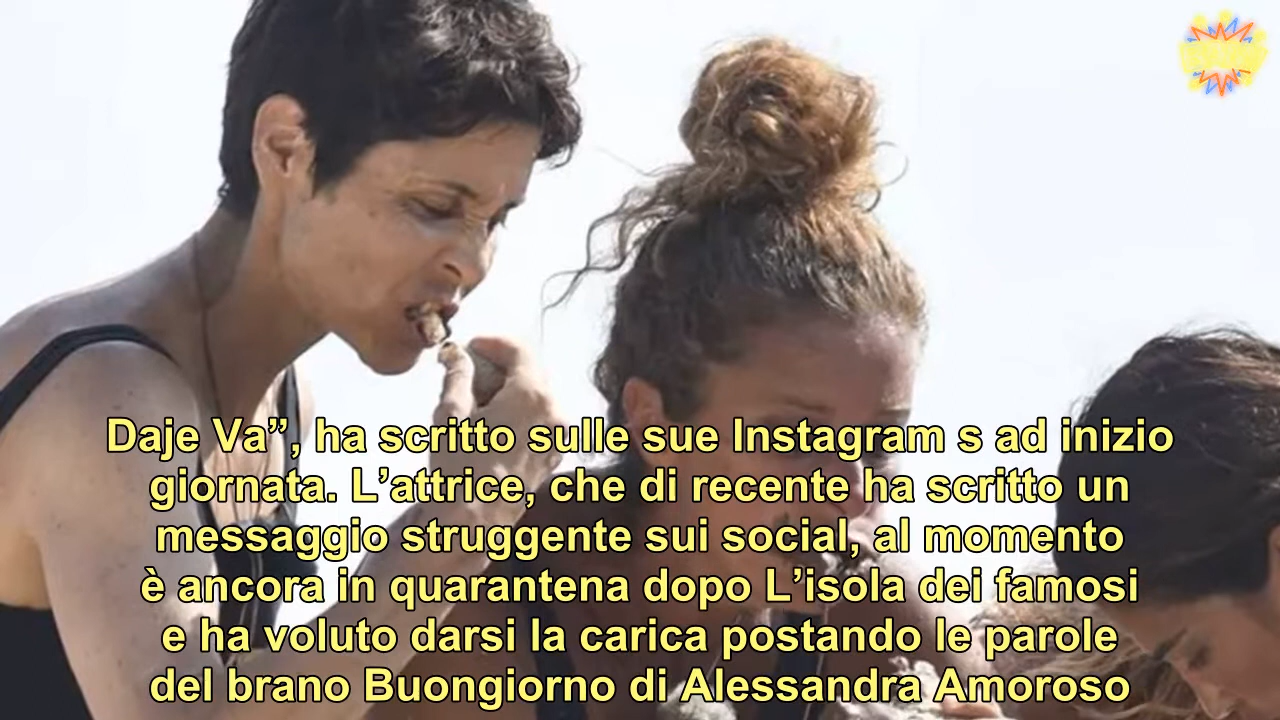 Daje Va”, ha scritto sulle sue Instagram s ad inizio
giornata. L’attrice, che di recente ha scritto un
messaggio struggente sui social, al momento
è ancora in quarantena dopo L’isola dei famosi
e ha voluto darsi la carica postando le parole
del brano Buongiorno di Alessandra Amoroso